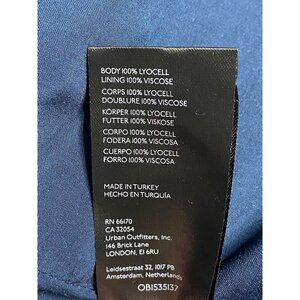 BODY 100% LYOCELL
LINING 100% VISCOSE
CORPS 100% LYOCELL
DOUBLURE 100% VISCOSE
KÖRPER 100% LYOCELL
FUTTER 100% VISKOSE
CORPO 100% LYOCELL
FODERA 100% VISCOSA
CUERPO 100% LYOCELL
FORRO 100% VISCOSA
MADE IN TURKEY
HECHO EN TURQUÍA
RN 66170
CA 32054
Urban Outfitters, Inc.
146 Brick Lane
LONDON, E1 6RU
Leidsestraat 32, 1017 PB
Amsterdam, Netherlands
OB1535137